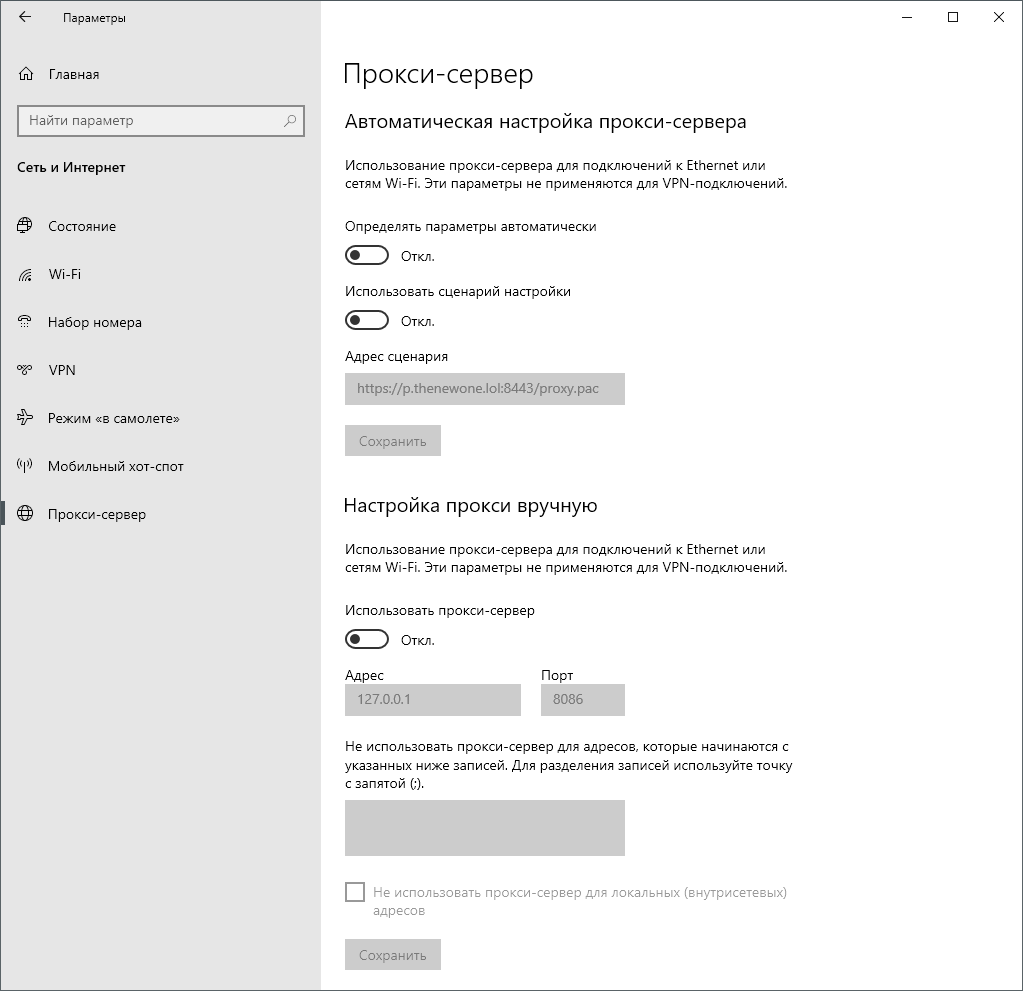 Параметры
Главная
Найти параметр
Сеть и Интернет
Состояние
Wi-Fi
Набор номера
VPN
Режим «в самолете»
Мобильный хот-спот
Прокси-сервер
Прокси-сервер
Автоматическая настройка прокси-сервера
Использование прокси-сервера для подключений к Ethernet или
сетям Wi-Fi. Эти параметры не применяются для VPN-подключений.
Определять параметры автоматически
Откл.
Использовать сценарий настройки
Откл.
Адрес сценария
https://p.thenewone.lol:8443/proxy.pac
Сохранить
Настройка прокси вручную
Использование прокси-сервера для подключений к Ethernet или
сетям Wi-Fi. Эти параметры не применяются для VPN-подключений.
Использовать прокси-сервер
Откл.
Адрес Порт
127.0.0.1 8086
Не использовать прокси-сервер для адресов, которые начинаются с
указанных ниже записей. Для разделения записей используйте точку
с запятой (;).
Не использовать прокси-сервер для локальных (внутрисетевых)
адресов
Сохранить